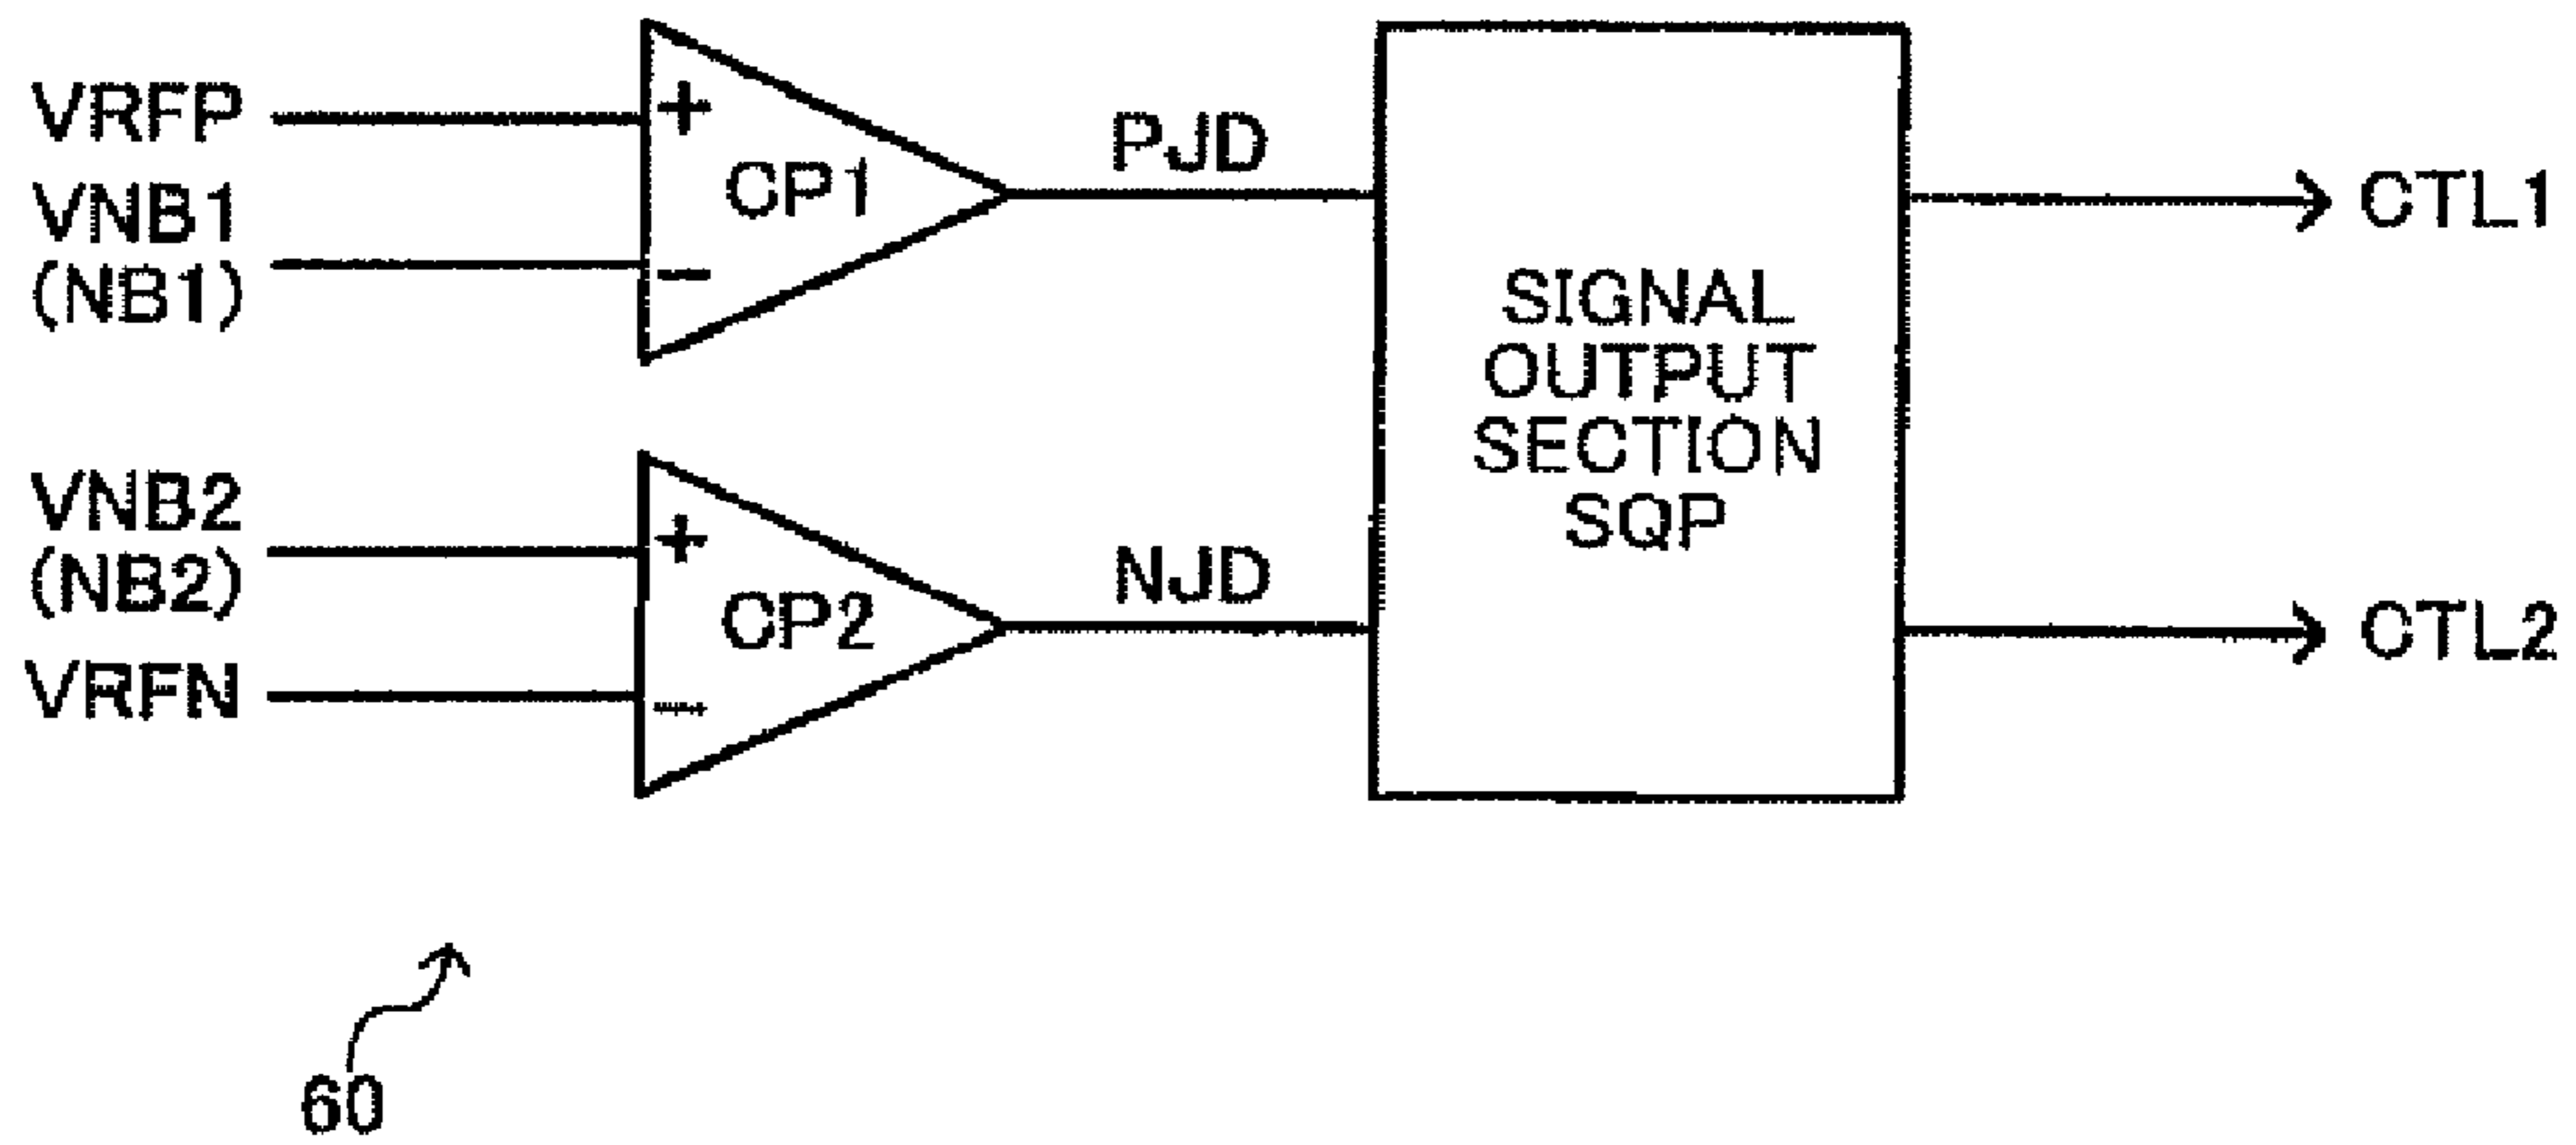 VRFP
+
VNB1
(NB1)
−
CP1
PJD
VNB2
(NB2)
+
VRFN
−
CP2
NJD
SIGNAL
OUTPUT
SECTION
SQP
CTL1
CTL2
60